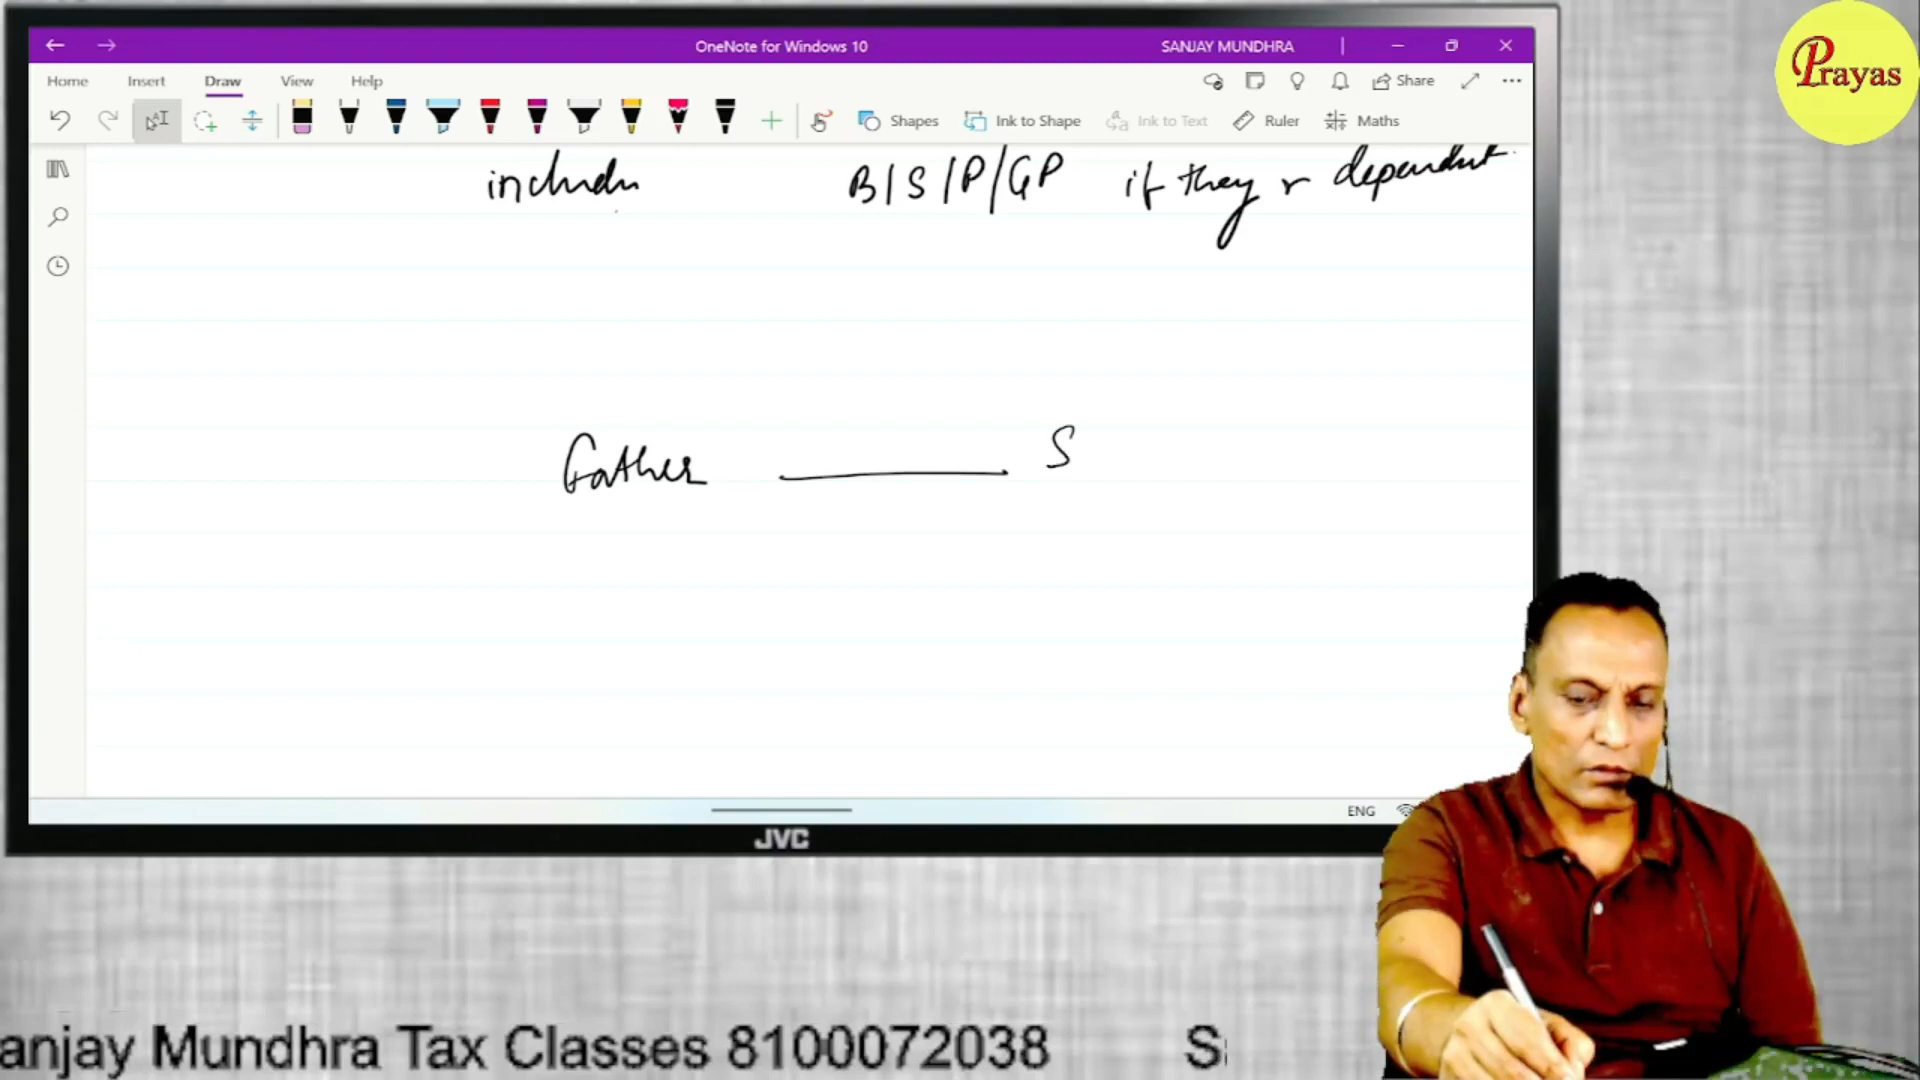 OneNote for Windows 10 SANJAY MUNDHRA
Prayas
Home Insert Draw View Help Share
Shapes Ink to Shape Ink to Text Ruler Maths
includes B/S/P/GP if they r dependent.
Father S
ENG
JVC
anjay Mundhra Tax Classes 8100072038 S